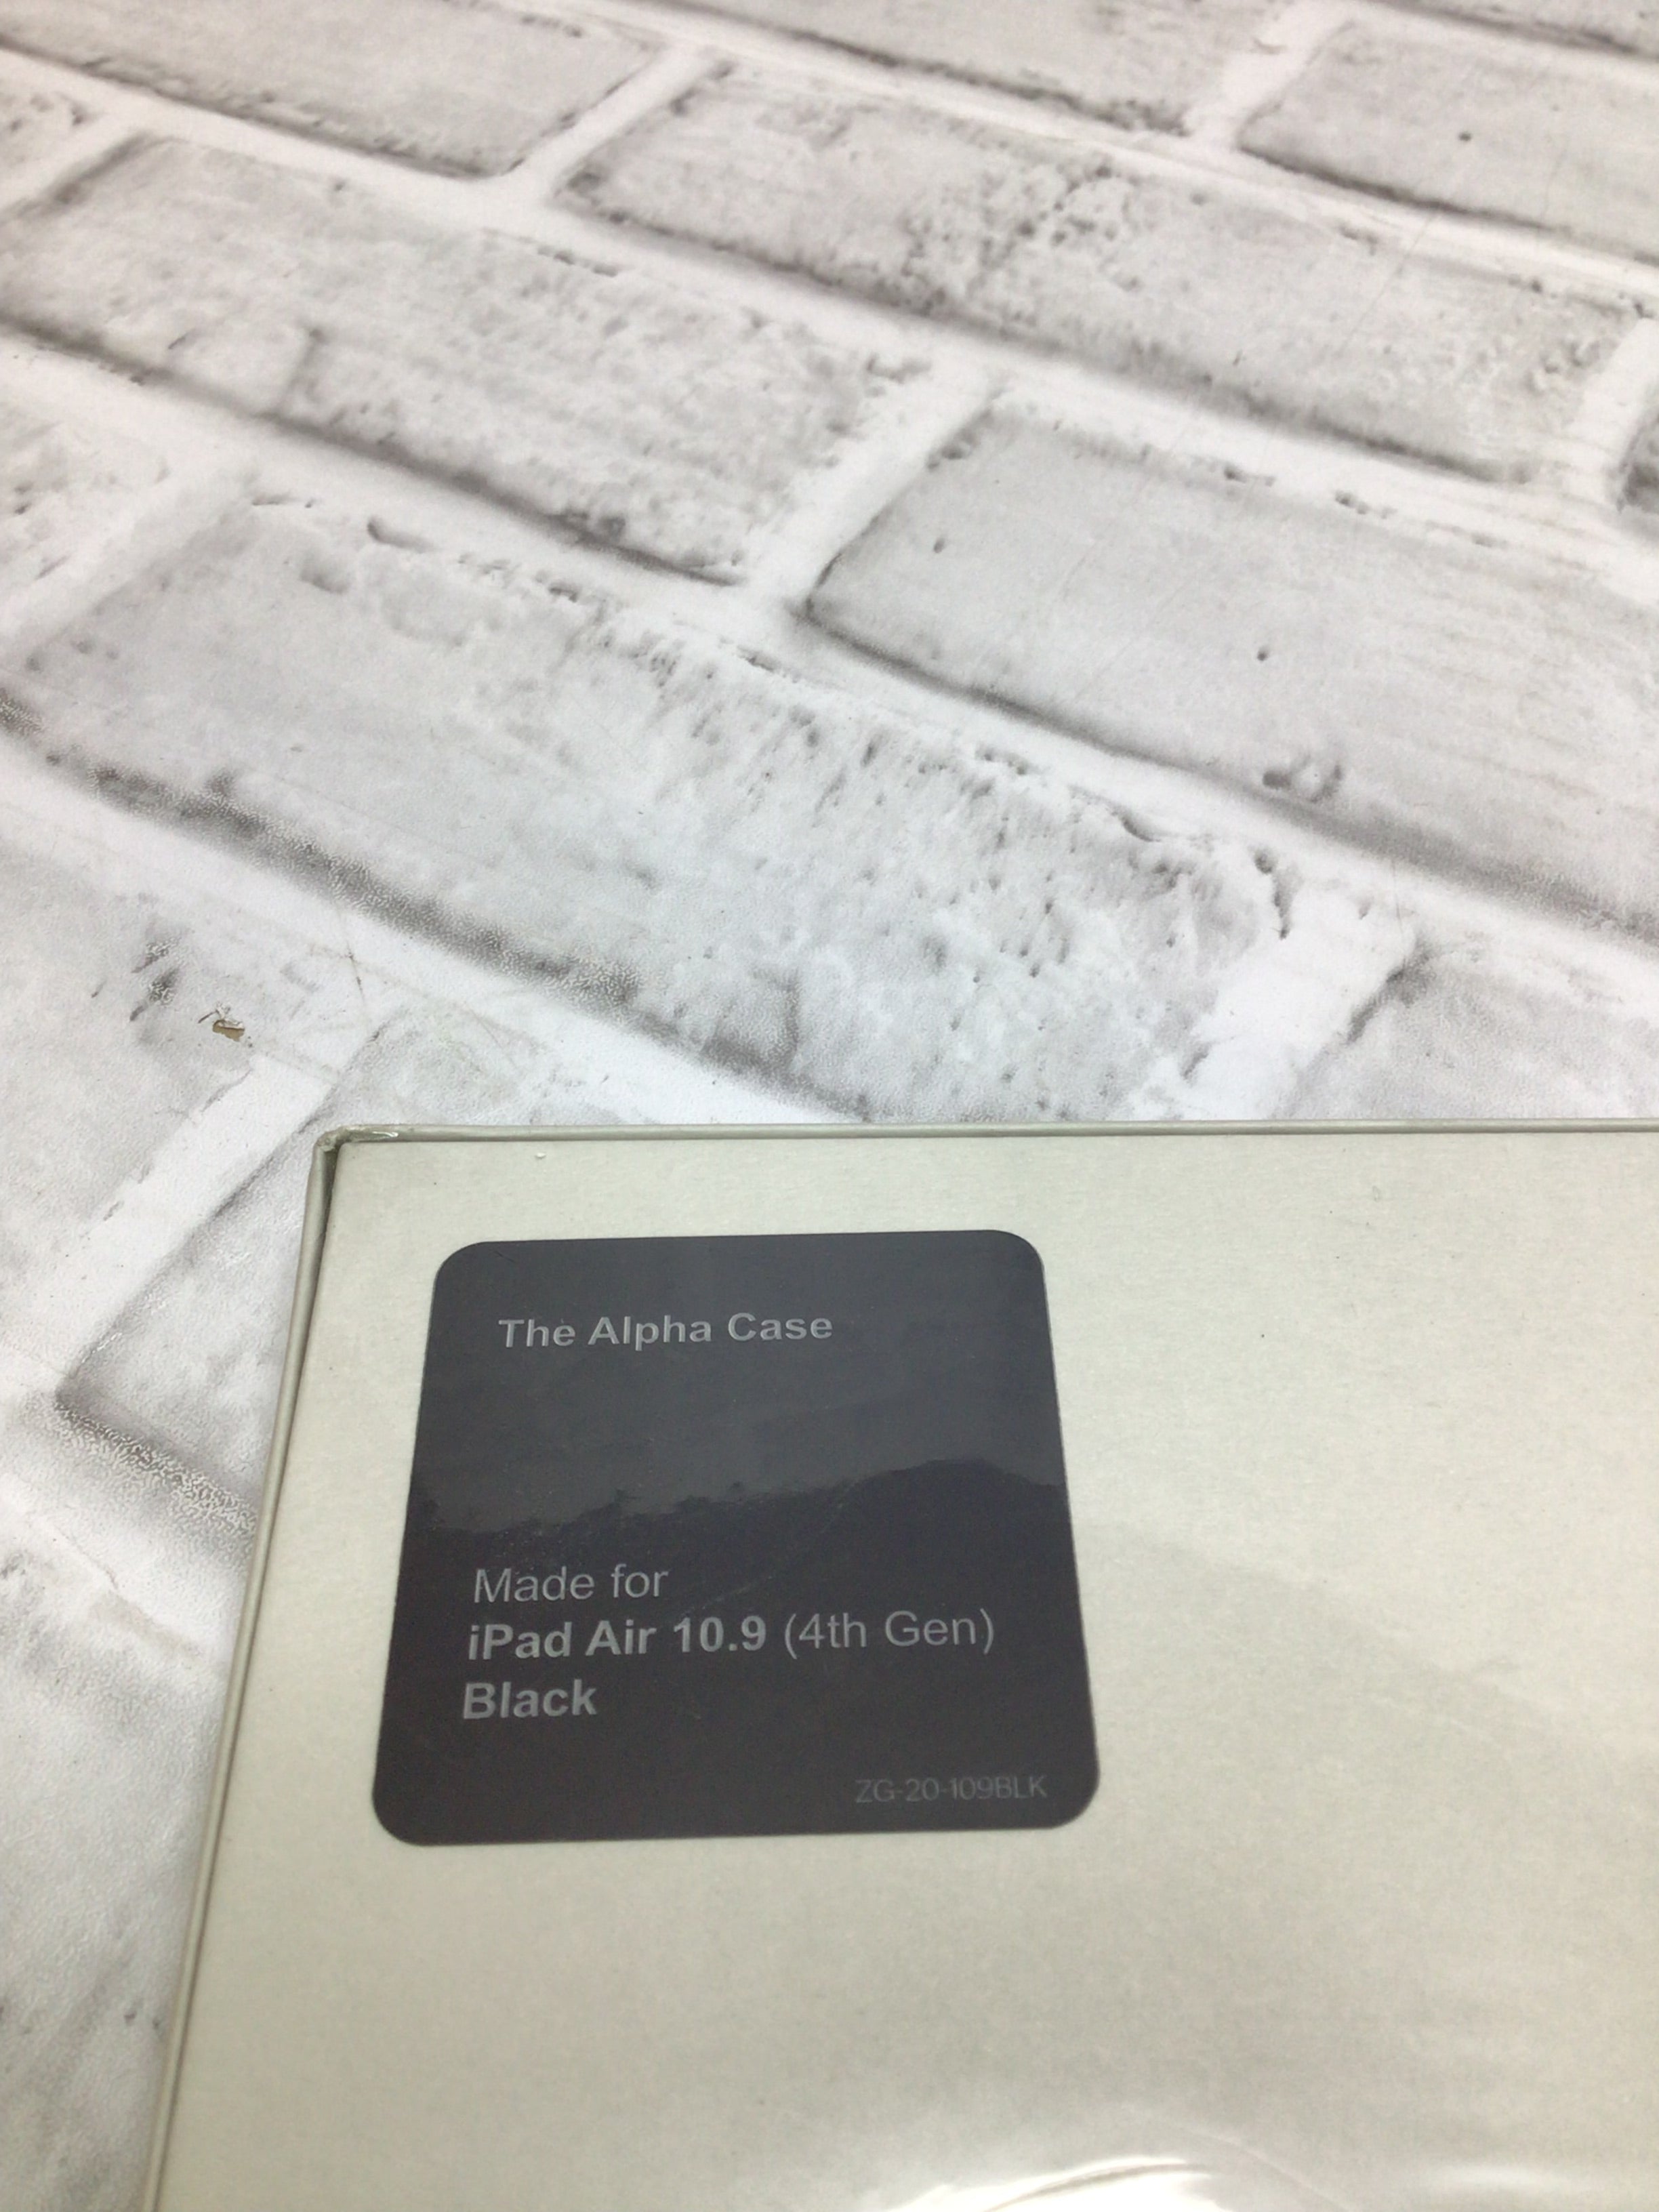 The Alpha Case
Made for
iPad Air 10.9 (4th Gen)
Black
ZG-20-109BLK